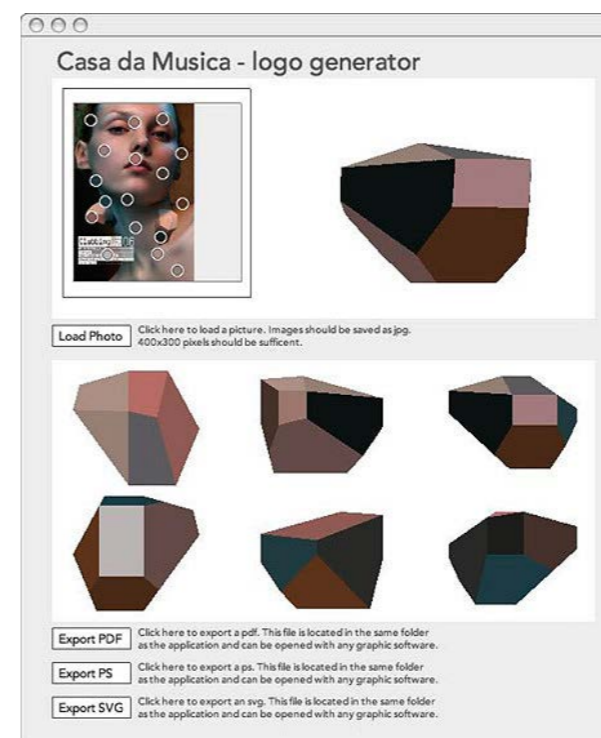 Casa da Musica - logo generator
Clubbing
Load Photo
Click here to load a picture. Images should be saved as jpg.
400x300 pixels should be sufficent.
Export PDF
Click here to export a pdf. This file is located in the same folder
as the application and can be opened with any graphic software.
Export PS
Click here to export a ps. This file is located in the same folder
as the application and can be opened with any graphic software.
Export SVG
Click here to export an svg. This file is located in the same folder
as the application and can be opened with any graphic software.